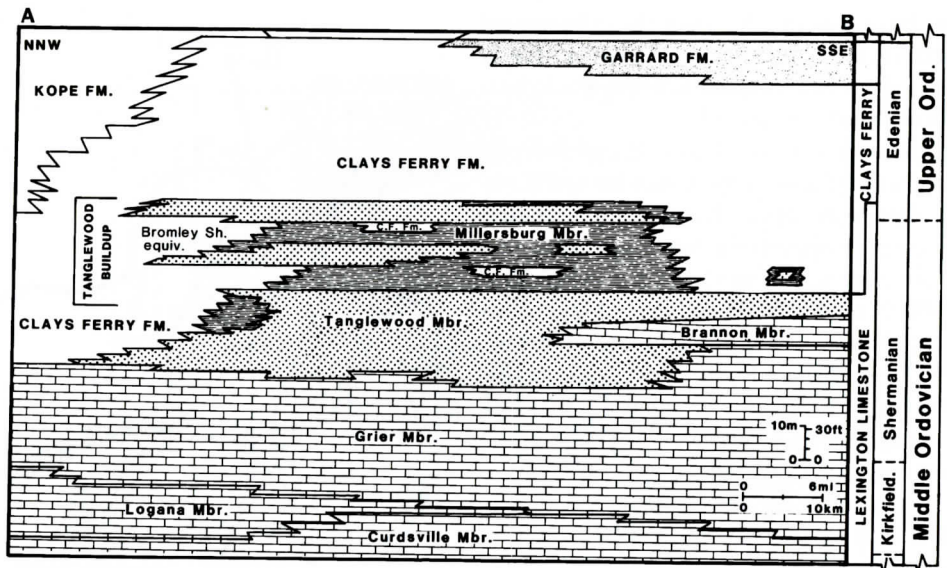 A
B
NNW
SSE
GARRARD FM.
KOPE FM.
CLAYS FERRY FM.
TANGLEWOOD
BUILDUP
Bromley Sh.
equiv.
C.F. Fm.
Millersburg Mbr.
C.F. Fm.
CLAYS FERRY FM.
Tanglewood Mbr.
Brannon Mbr.
Grier Mbr.
10m
30ft
0
0
0
6mi
0
10km
Logana Mbr.
Curdsville Mbr.
CLAYS FERRY
LEXINGTON LIMESTONE
Edenian
Shermanian
Kirkfield.
Upper Ord.
Middle Ordovician